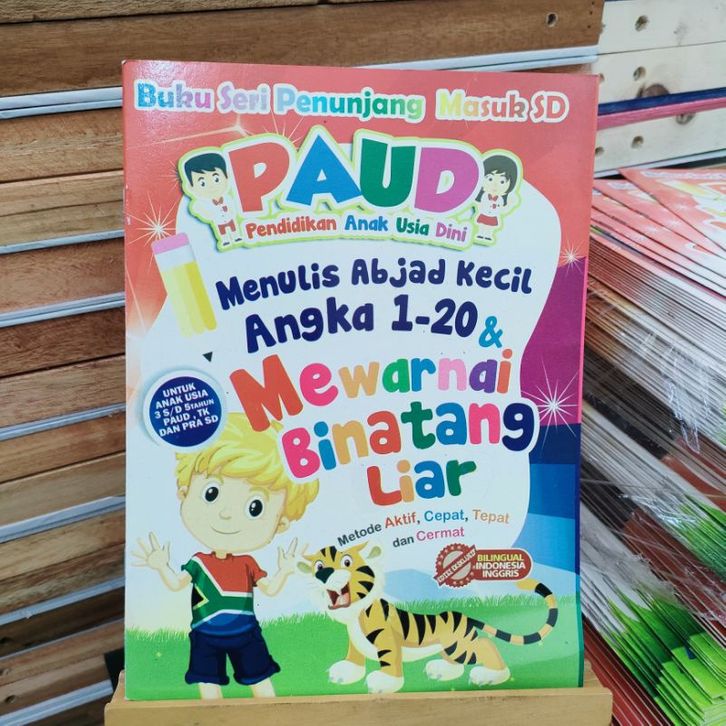 Buku Seri Penunjang Masuk SD
PAUD
Pendidikan Anak Usia Dini
Menulis Abjad Kecil
Angka 1-20 &
Mewarnai
Binatang
Liar
UNTUK
ANAK USIA
3 S/D 5TAHUN
PAUD, TK
DAN PRA SD
Metode Aktif, Cepat, Tepat
dan Cermat
BILINGUAL
INDONESIA
INGGRIS